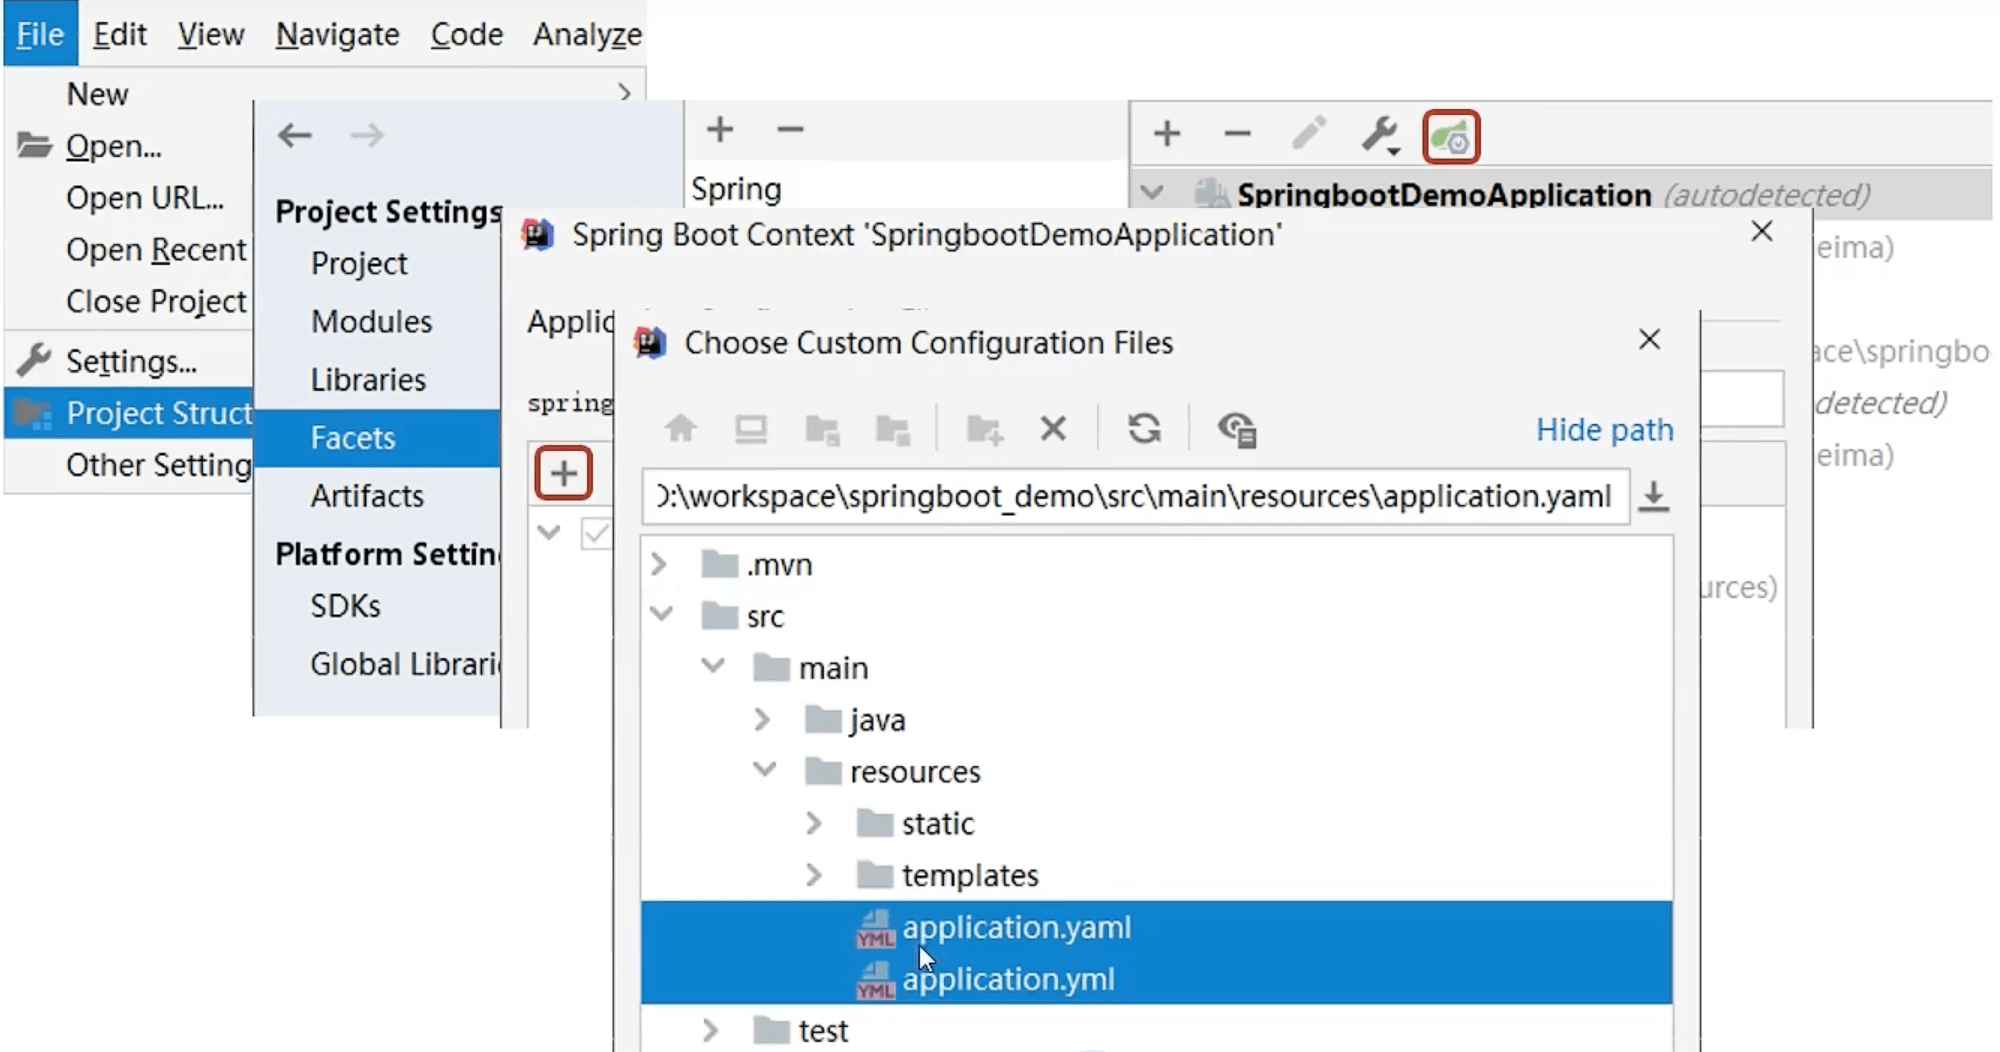 File Edit View Navigate Code Analyze
New
Open...
Open URL...
Open Recent
Close Project
Settings...
Project Struct
Other Setting
Project Settings
Project
Modules
Libraries
Facets
Artifacts
Platform Settin
SDKs
Global Librari
Spring
SpringbootDemoApplication (autodetected)
eima)
ace\springbo
detected)
eima)
urces)
Spring Boot Context 'SpringbootDemoApplication'
Applic
spring
Choose Custom Configuration Files
Hide path
D:\workspace\springboot_demo\src\main\resources\application.yaml
.mvn
src
main
java
resources
static
templates
YML application.yaml
YML application.yml
test